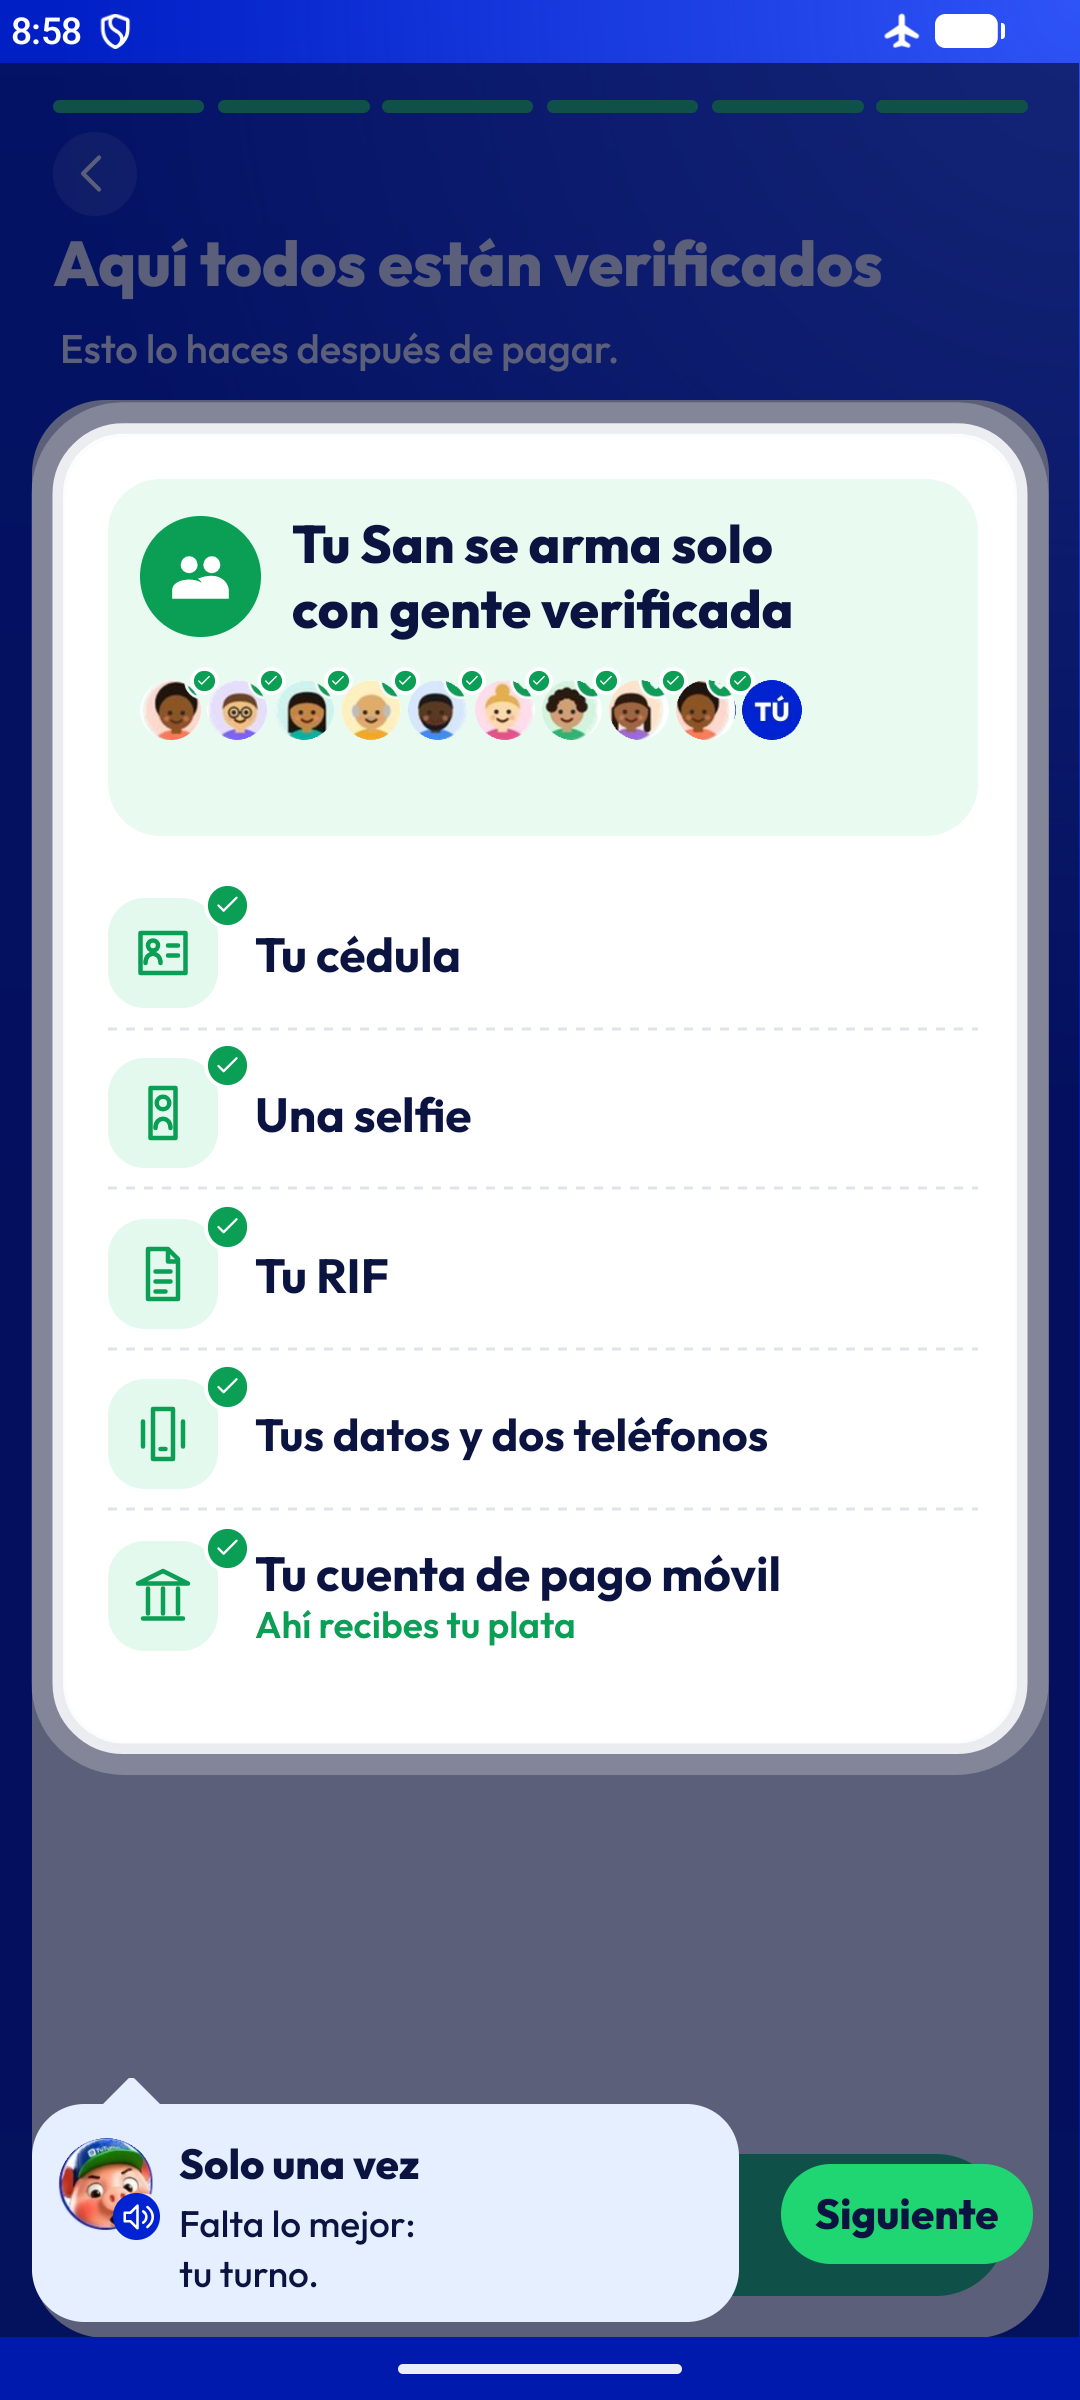 8:58
Aquí todos están verificados
Esto lo haces después de pagar.
Tu San se arma solo
con gente verificada
TÚ
Tu cédula
Una selfie
Tu RIF
Tus datos y dos teléfonos
Tu cuenta de pago móvil
Ahí recibes tu plata
Solo una vez
Falta lo mejor:
tu turno.
Siguiente